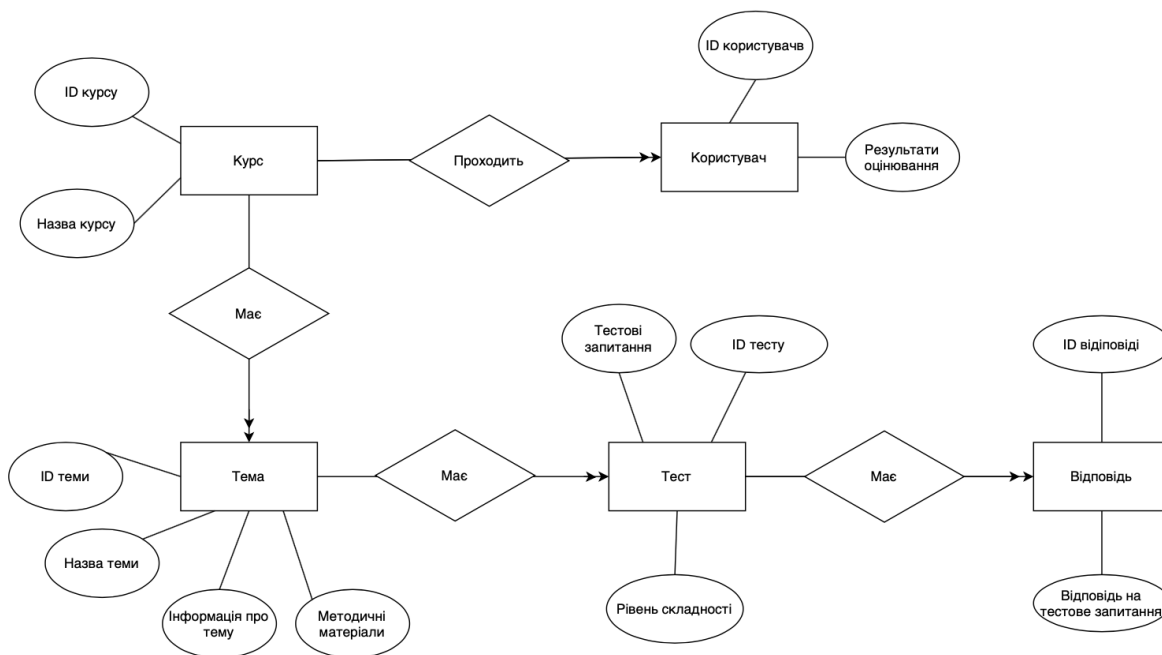 ID користувачв
ID курсу
Курс
Проходить
Користувач
Результати
оцінювання
Назва курсу
Має
Тестові
запитання
ID тесту
ID відіповіді
ID теми
Тема
Має
Тест
Має
Відповідь
Назва теми
Інформація про
тему
Методичні
матеріали
Рівень складності
Відповідь на
тестове запитання